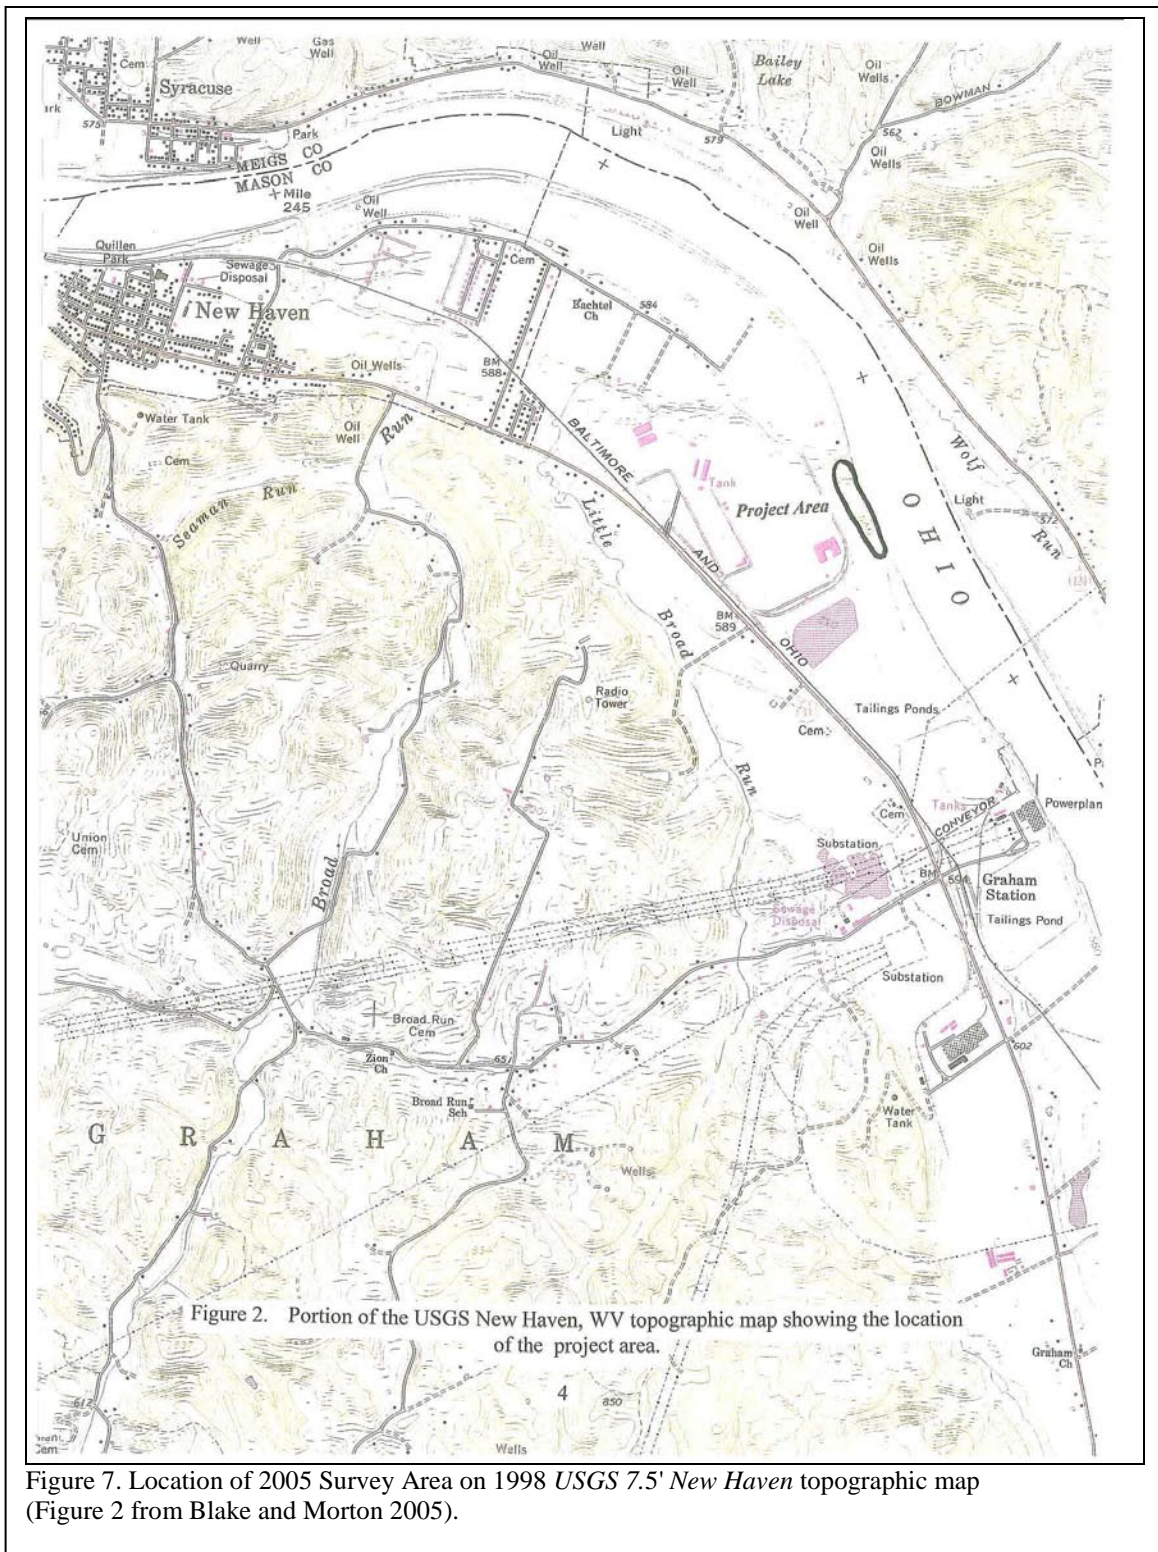 Well
Gas
Well
Well
Oil
Well
Oil
Well
Bailey
Lake
Oil
Wells
Cem
Syracuse
BOWMAN
575
Park
Light
579
562
Oil
Wells
MEIGS CO
MASON CO
Mile
245
Oil
Well
Oil
Well
Quillen
Park
Sewage
Disposal
Cem
Oil
Wells
New Haven
Bachtel
Ch
584
BM
588
Oil Wells
Water Tank
Oil
Well
Run
BALTIMORE
Wolf
Cem
Seaman Run
Tank
Little
Project Area
OHIO
Light
572
Run
AND
Broad
BM
589
OHIO
Quarry
Radio
Tower
Tailings Ponds
Cem
Run
Tanks
CONVEYOR
Powerplan
Cem
Union
Cem
Substation
Broad
BM
594
Graham
Station
Sewage
Disposal
Tailings Pond
Substation
Broad Run
Cem
Zion
Ch
651
602
Broad Run
Sch
Water
Tank
GRAHAM
Wells
Figure 2. Portion of the USGS New Haven, WV topographic map showing the location
of the project area.
Graham
Ch
4
850
612
Cem
Wells
Figure 7. Location of 2005 Survey Area on 1998 USGS 7.5' New Haven topographic map
(Figure 2 from Blake and Morton 2005).